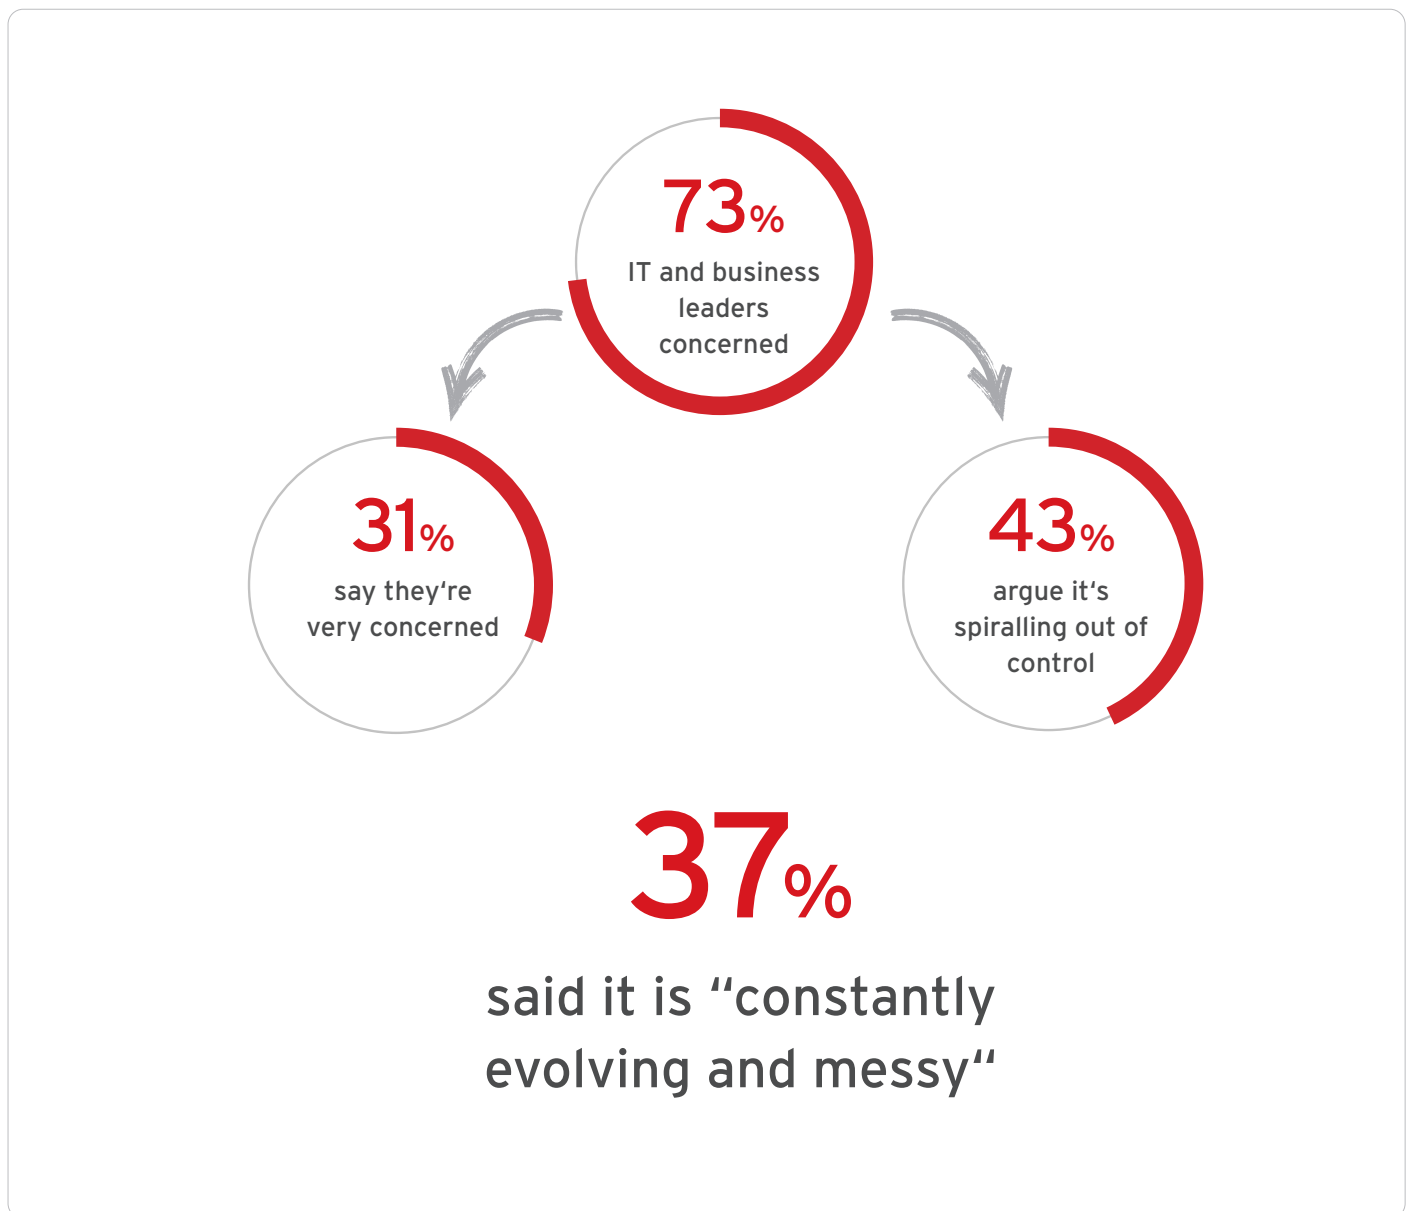 73%
IT and business
leaders
concerned
31%
say they‘re
very concerned
43%
argue it‘s
spiralling out of
control
37%
said it is “constantly
evolving and messy“